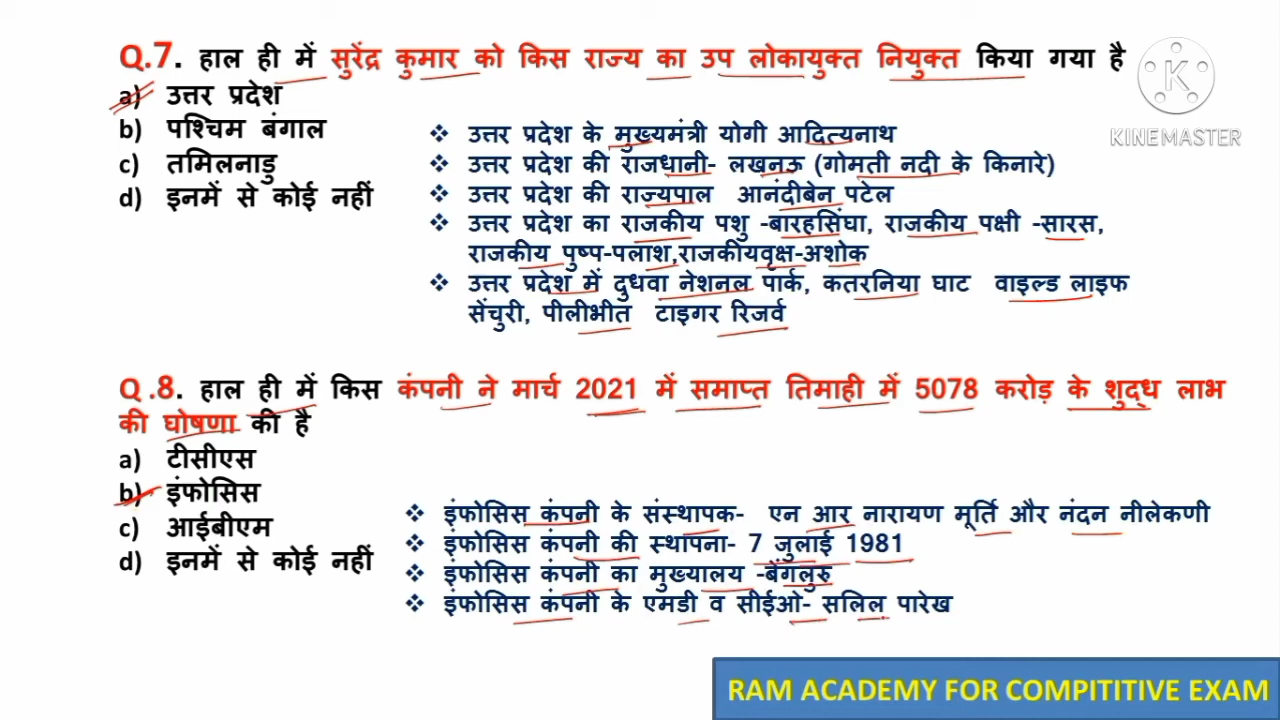 Q.7. हाल ही में सुरेंद्र कुमार को किस राज्य का उप लोकायुक्त नियुक्त किया गया है
a) उत्तर प्रदेश
b) पश्चिम बंगाल
c) तमिलनाडु
d) इनमें से कोई नहीं
❖ उत्तर प्रदेश के मुख्यमंत्री योगी आदित्यनाथ
❖ उत्तर प्रदेश की राजधानी- लखनऊ (गोमती नदी के किनारे)
❖ उत्तर प्रदेश की राज्यपाल आनंदीबेन पटेल
❖ उत्तर प्रदेश का राजकीय पशु -बारहसिंघा, राजकीय पक्षी -सारस,
राजकीय पुष्प-पलाश,राजकीयवृक्ष-अशोक
❖ उत्तर प्रदेश में दुधवा नेशनल पार्क, कतरनिया घाट वाइल्ड लाइफ
सेंचुरी, पीलीभीत टाइगर रिजर्व
K
KINEMASTER
Q .8. हाल ही में किस कंपनी ने मार्च 2021 में समाप्त तिमाही में 5078 करोड़ के शुद्ध लाभ
की घोषणा की है
a) टीसीएस
b) इंफोसिस
c) आईबीएम
d) इनमें से कोई नहीं
❖ इंफोसिस कंपनी के संस्थापक- एन आर नारायण मूर्ति और नंदन नीलेकणी
❖ इंफोसिस कंपनी की स्थापना- 7 जुलाई 1981
❖ इंफोसिस कंपनी का मुख्यालय -बेंगलुरु
❖ इंफोसिस कंपनी के एमडी व सीईओ- सलिल पारेख
RAM ACADEMY FOR COMPITITIVE EXAM